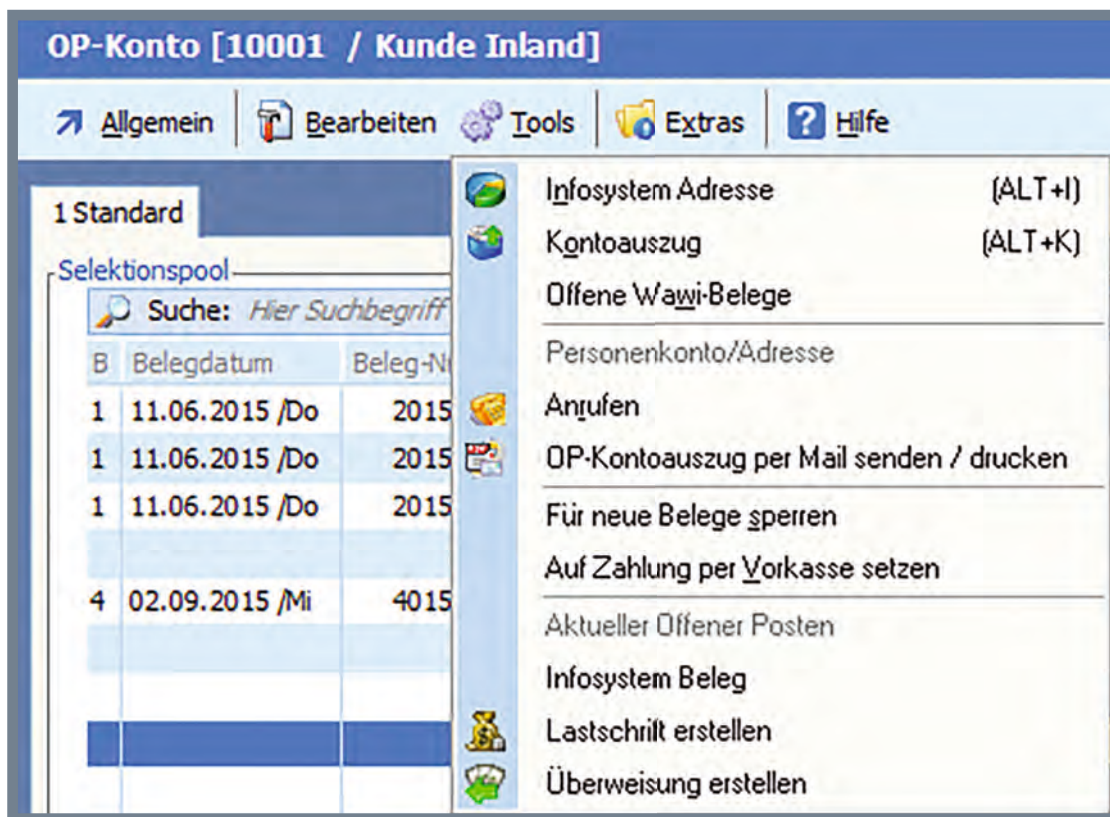 OP-Konto [10001 / Kunde Inland]
Allgemein Bearbeiten Tools Extras Hilfe
1 Standard
Selektionspool
Suche: Hier Suchbegriff
B Belegdatum
1 11.06.2015 /Do 2015
1 11.06.2015 /Do 2015
1 11.06.2015 /Do 2015
4 02.09.2015 /Mi 4015
Infosystem Adresse (ALT+I)
Kontoauszug (ALT+K)
Offene Wawi-Belege
Personenkonto/Adresse
Anrufen
OP-Kontoauszug per Mail senden / drucken
Für neue Belege sperren
Auf Zahlung per Vorkasse setzen
Aktueller Offener Posten
Infosystem Beleg
Lastschrift erstellen
Überweisung erstellen